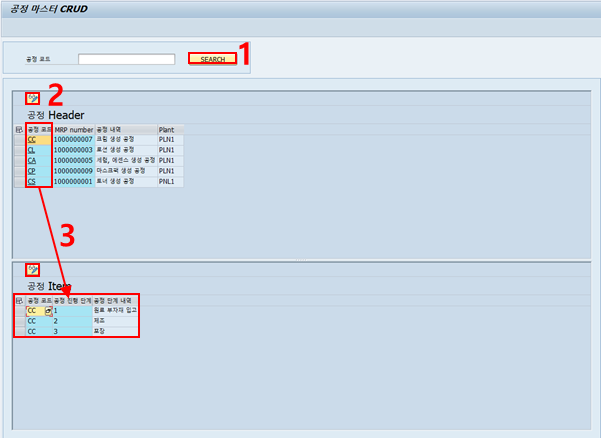 공정 마스터 CRUD
공정 코드 SEARCH 1
2
공정 Header
공정 코드 MRP number 공정 내역 Plant
CC 1000000007 크림 생성 공정 PLN1
CL 1000000003 로션 생성 공정 PLN1
CA 1000000005 세럼, 에센스 생성 공정 PLN1
CP 1000000009 마스크팩 생성 공정 PLN1
CS 1000000001 토너 생성 공정 PNL1
3
공정 Item
공정 코드 공정 진행 단계 공정 단계 내역
CC 1 원료 부자재 입고
CC 2 제조
CC 3 포장